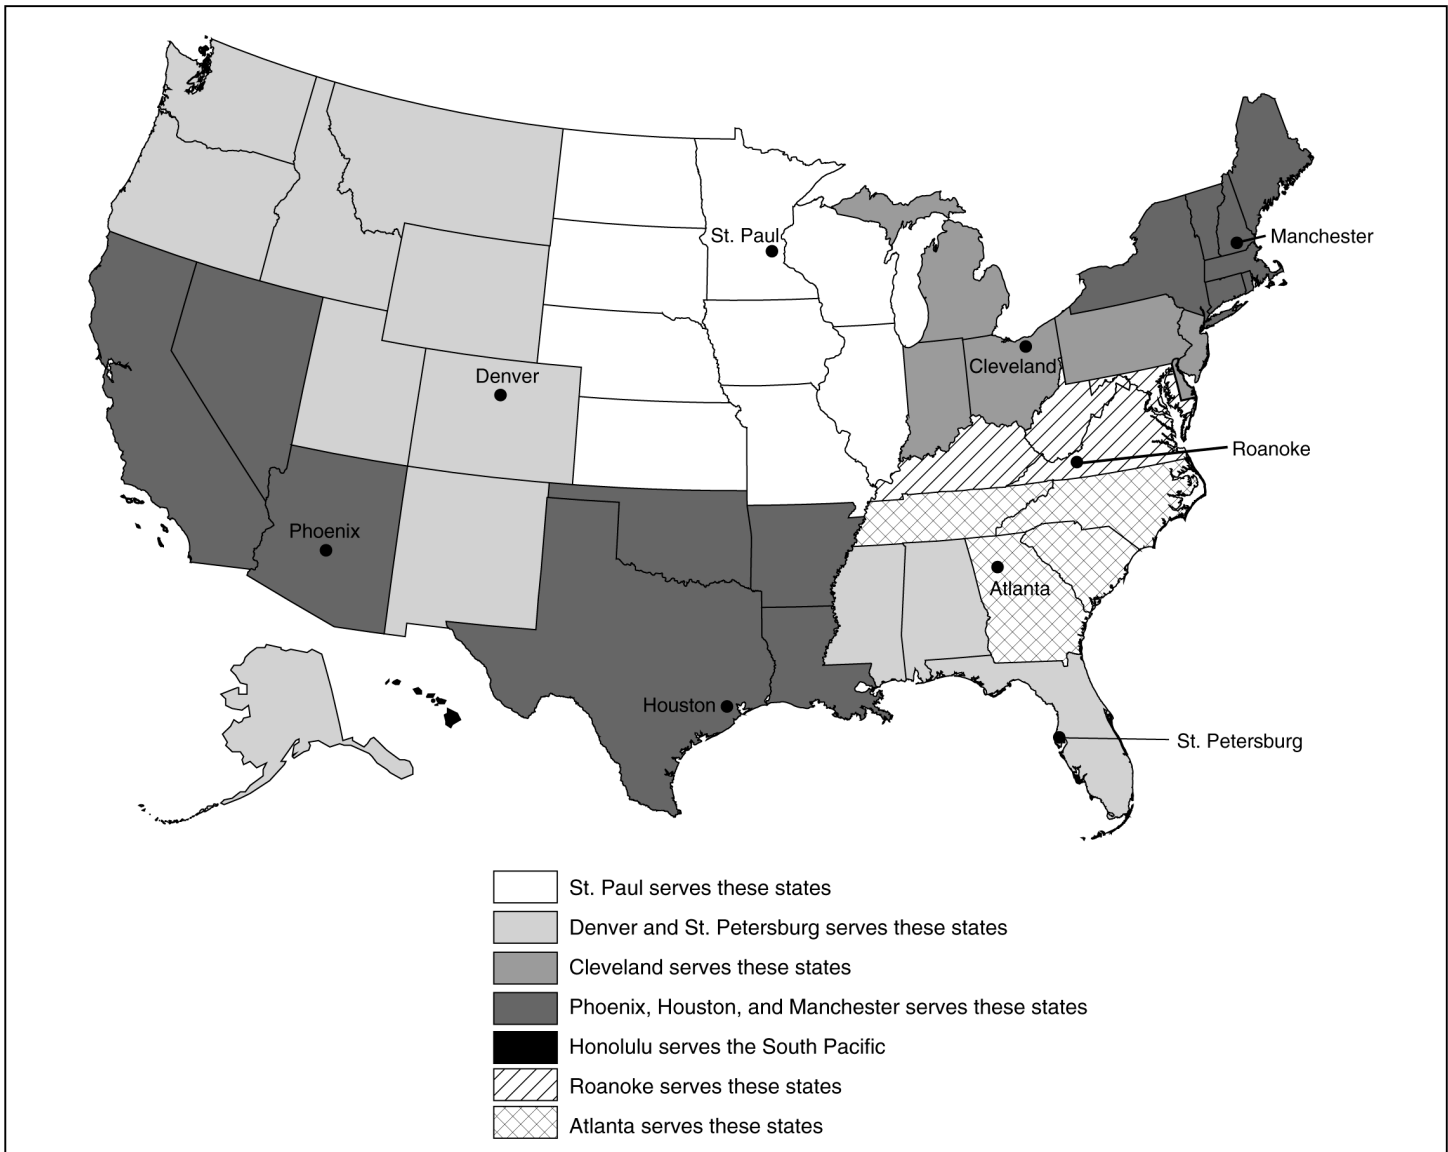 Manchester
St. Paul
Cleveland
Denver
Roanoke
Phoenix
Atlanta
Houston
St. Petersburg
St. Paul serves these states
Denver and St. Petersburg serves these states
Cleveland serves these states
Phoenix, Houston, and Manchester serves these states
Honolulu serves the South Pacific
Roanoke serves these states
Atlanta serves these states